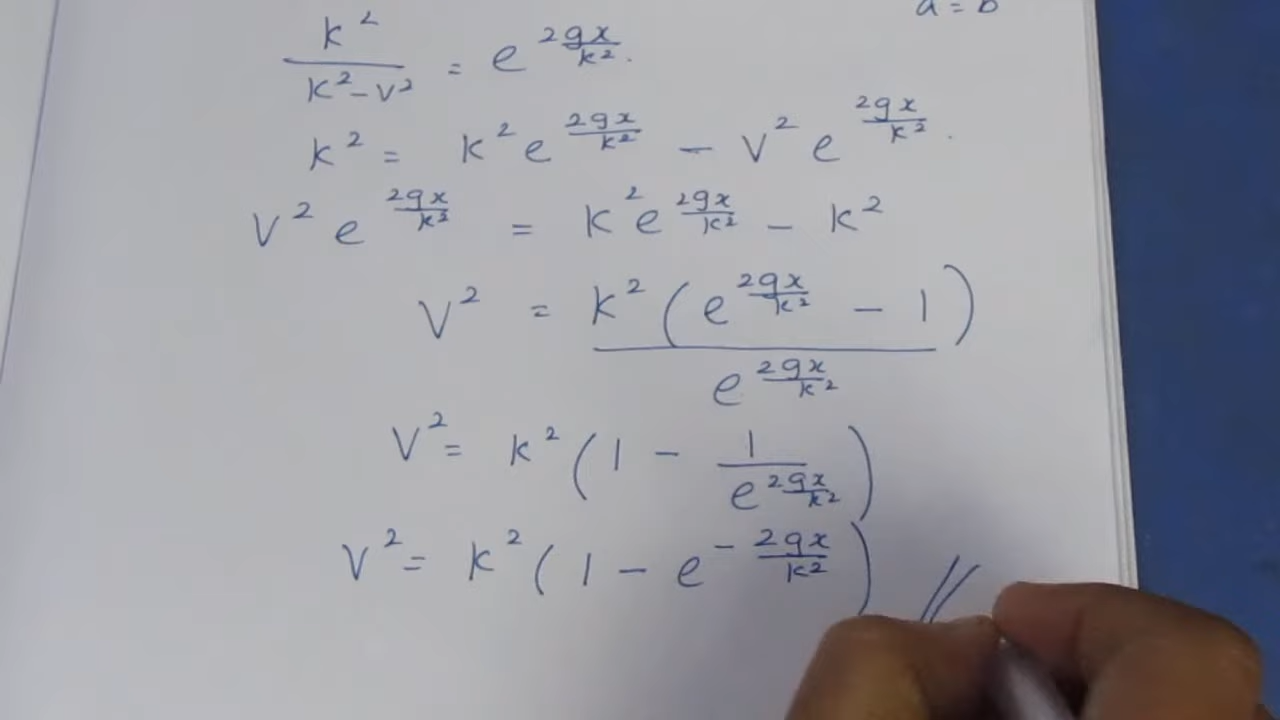 a = b
k²/(k²-v²) = e^(2gx/k²).
k² = k² e^(2gx/k²) - v² e^(2gx/k²).
v² e^(2gx/k²) = k² e^(2gx/k²) - k²
v² = k² (e^(2gx/k²) - 1) / e^(2gx/k²)
v² = k² (1 - 1/e^(2gx/k²))
v² = k² (1 - e^(-2gx/k²)) //